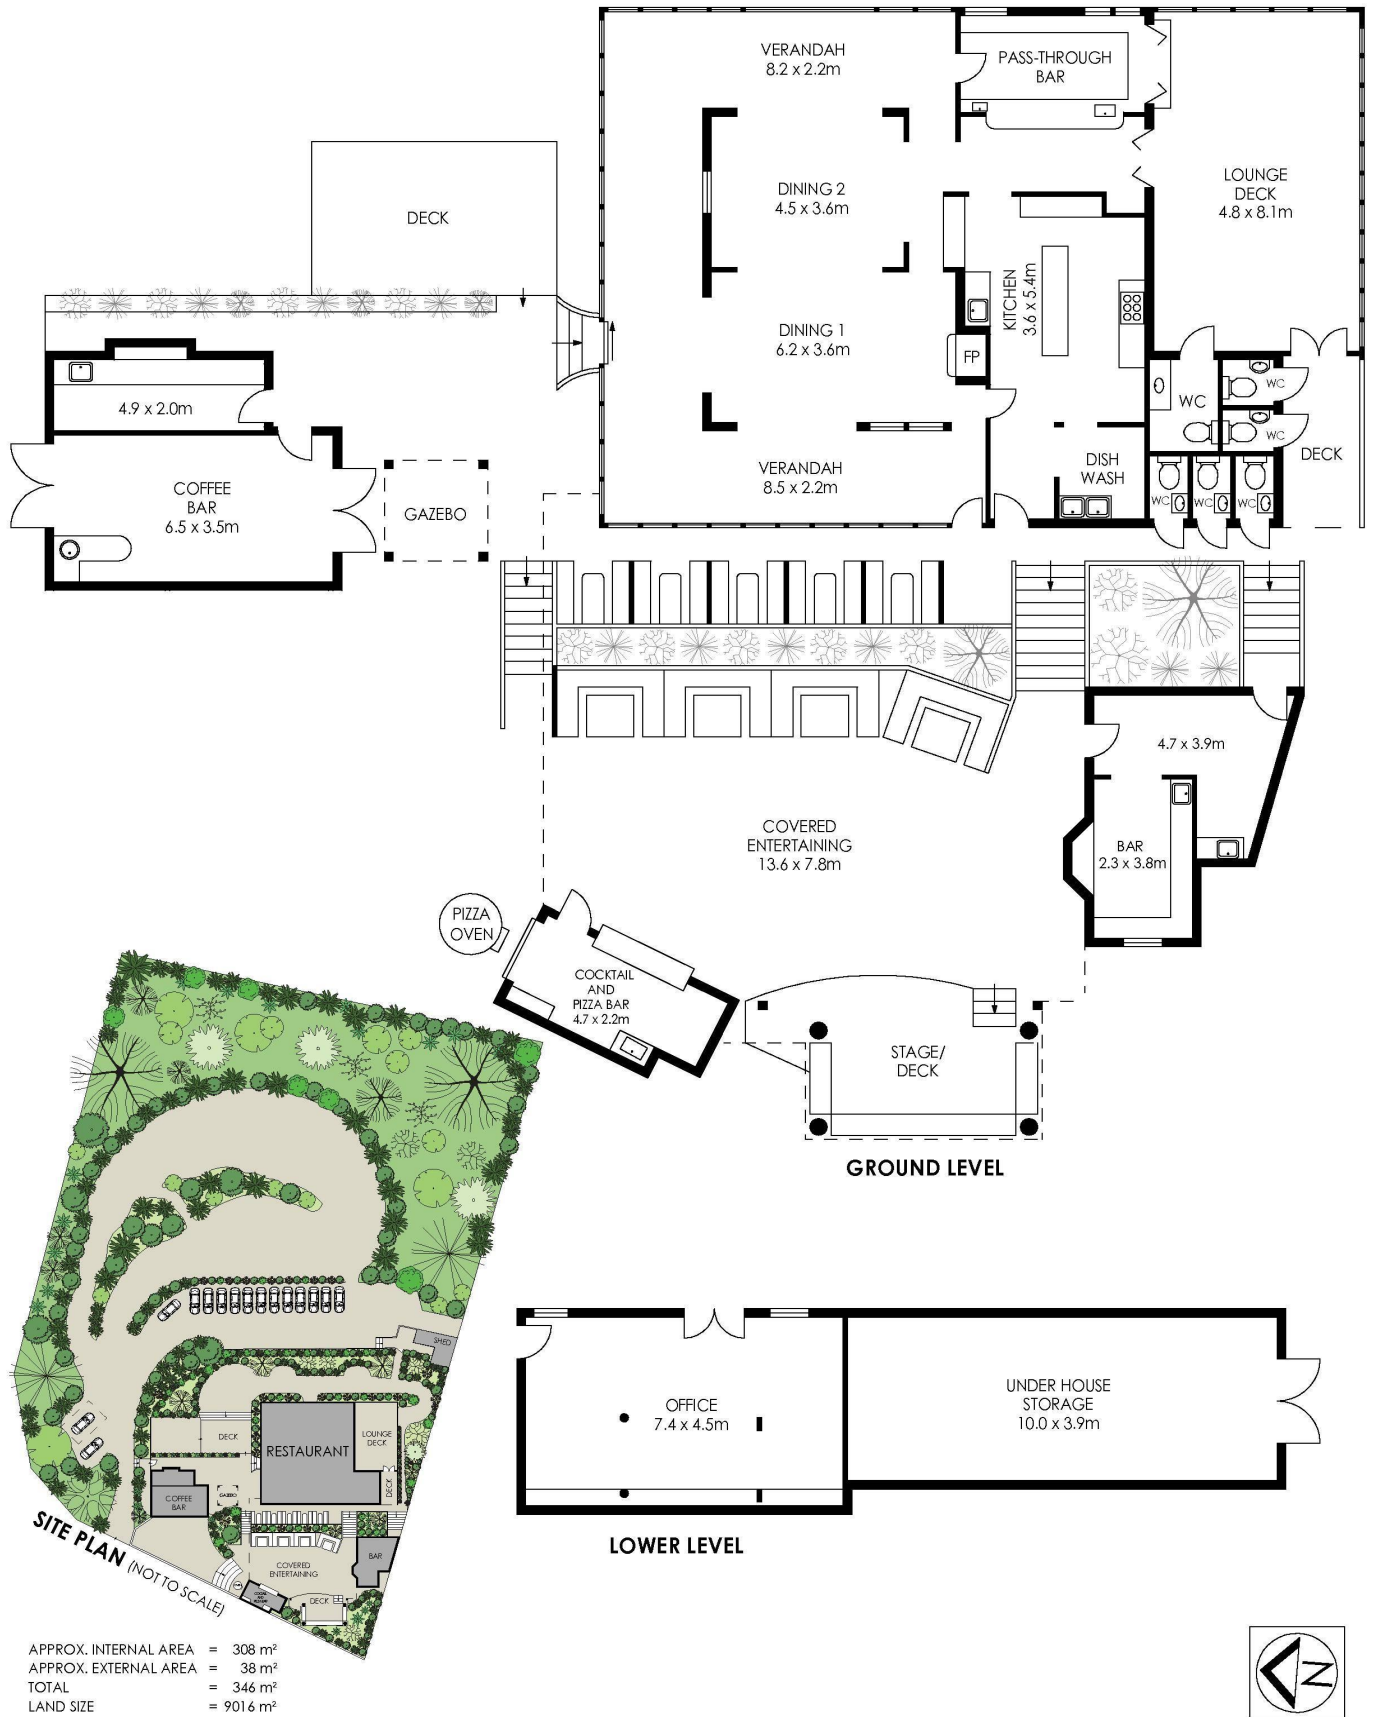 VERANDAH
8.2 x 2.2m
PASS-THROUGH
BAR
DINING 2
4.5 x 3.6m
LOUNGE
DECK
4.8 x 8.1m
DECK
KITCHEN
3.6 x 5.4m
DINING 1
6.2 x 3.6m
FP
4.9 x 2.0m
WC
WC
WC
DECK
VERANDAH
8.5 x 2.2m
DISH
WASH
WC
WC
WC
COFFEE
BAR
6.5 x 3.5m
GAZEBO
4.7 x 3.9m
COVERED
ENTERTAINING
13.6 x 7.8m
BAR
2.3 x 3.8m
PIZZA
OVEN
COCKTAIL
AND
PIZZA BAR
4.7 x 2.2m
STAGE/
DECK
GROUND LEVEL
SHED
DECK
LOUNGE
DECK
RESTAURANT
DECK
COFFEE
BAR
GAZEBO
COVERED
ENTERTAINING
BAR
DECK
SITE PLAN (NOT TO SCALE)
OFFICE
7.4 x 4.5m
UNDER HOUSE
STORAGE
10.0 x 3.9m
LOWER LEVEL
APPROX. INTERNAL AREA = 308 m²
APPROX. EXTERNAL AREA = 38 m²
TOTAL = 346 m²
LAND SIZE = 9016 m²
N